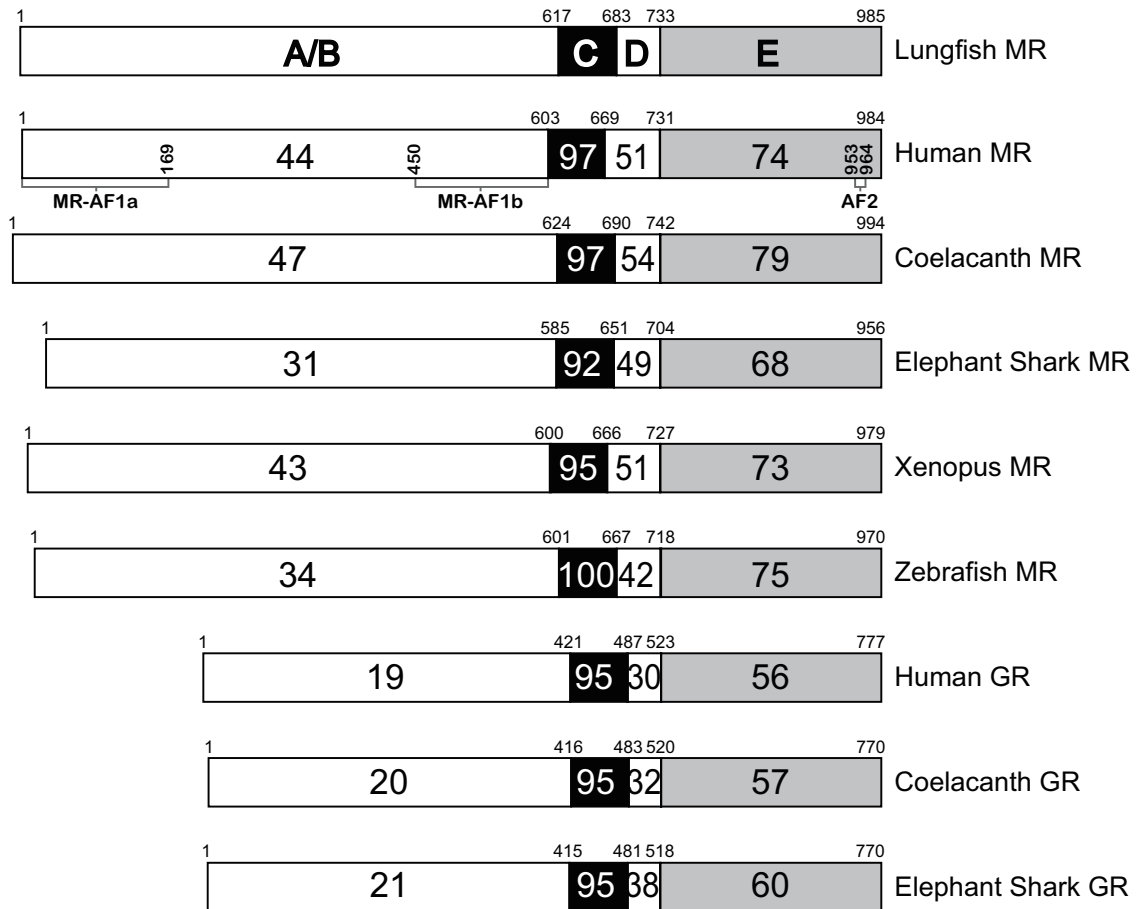 1 617 683 733 985
A/B C D E Lungfish MR
1 603 669 731 984
169 44 450 97 51 74 953 964 Human MR
MR-AF1a MR-AF1b AF2
1 624 690 742 994
47 97 54 79 Coelacanth MR
1 585 651 704 956
31 92 49 68 Elephant Shark MR
1 600 666 727 979
43 95 51 73 Xenopus MR
1 601 667 718 970
34 100 42 75 Zebrafish MR
1 421 487 523 777
19 95 30 56 Human GR
1 416 483 520 770
20 95 32 57 Coelacanth GR
1 415 481 518 770
21 95 38 60 Elephant Shark GR